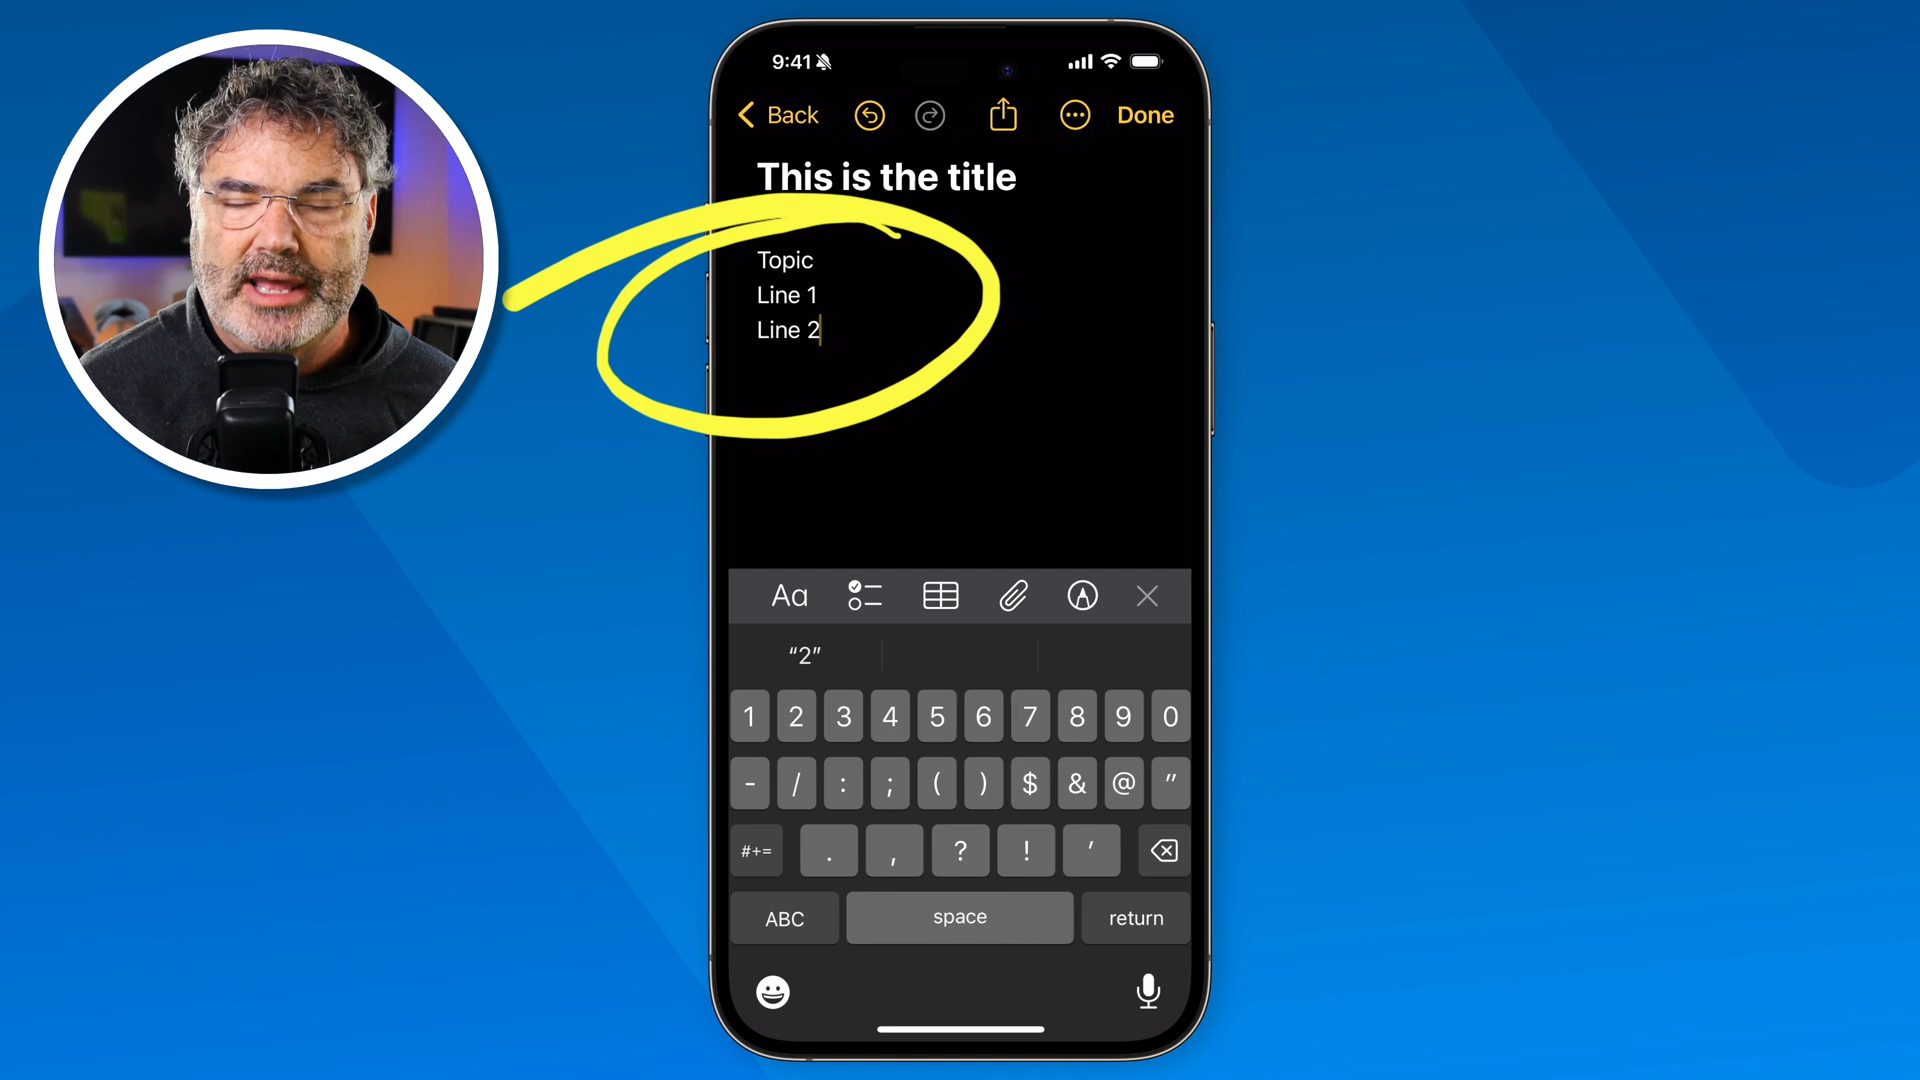 9:41
Back
Done
This is the title
Topic
Line 1
Line 2
Aa
“2”
1 2 3 4 5 6 7 8 9 0
- / : ; ( ) $ & @ ”
#+= . , ? ! ’
ABC space return